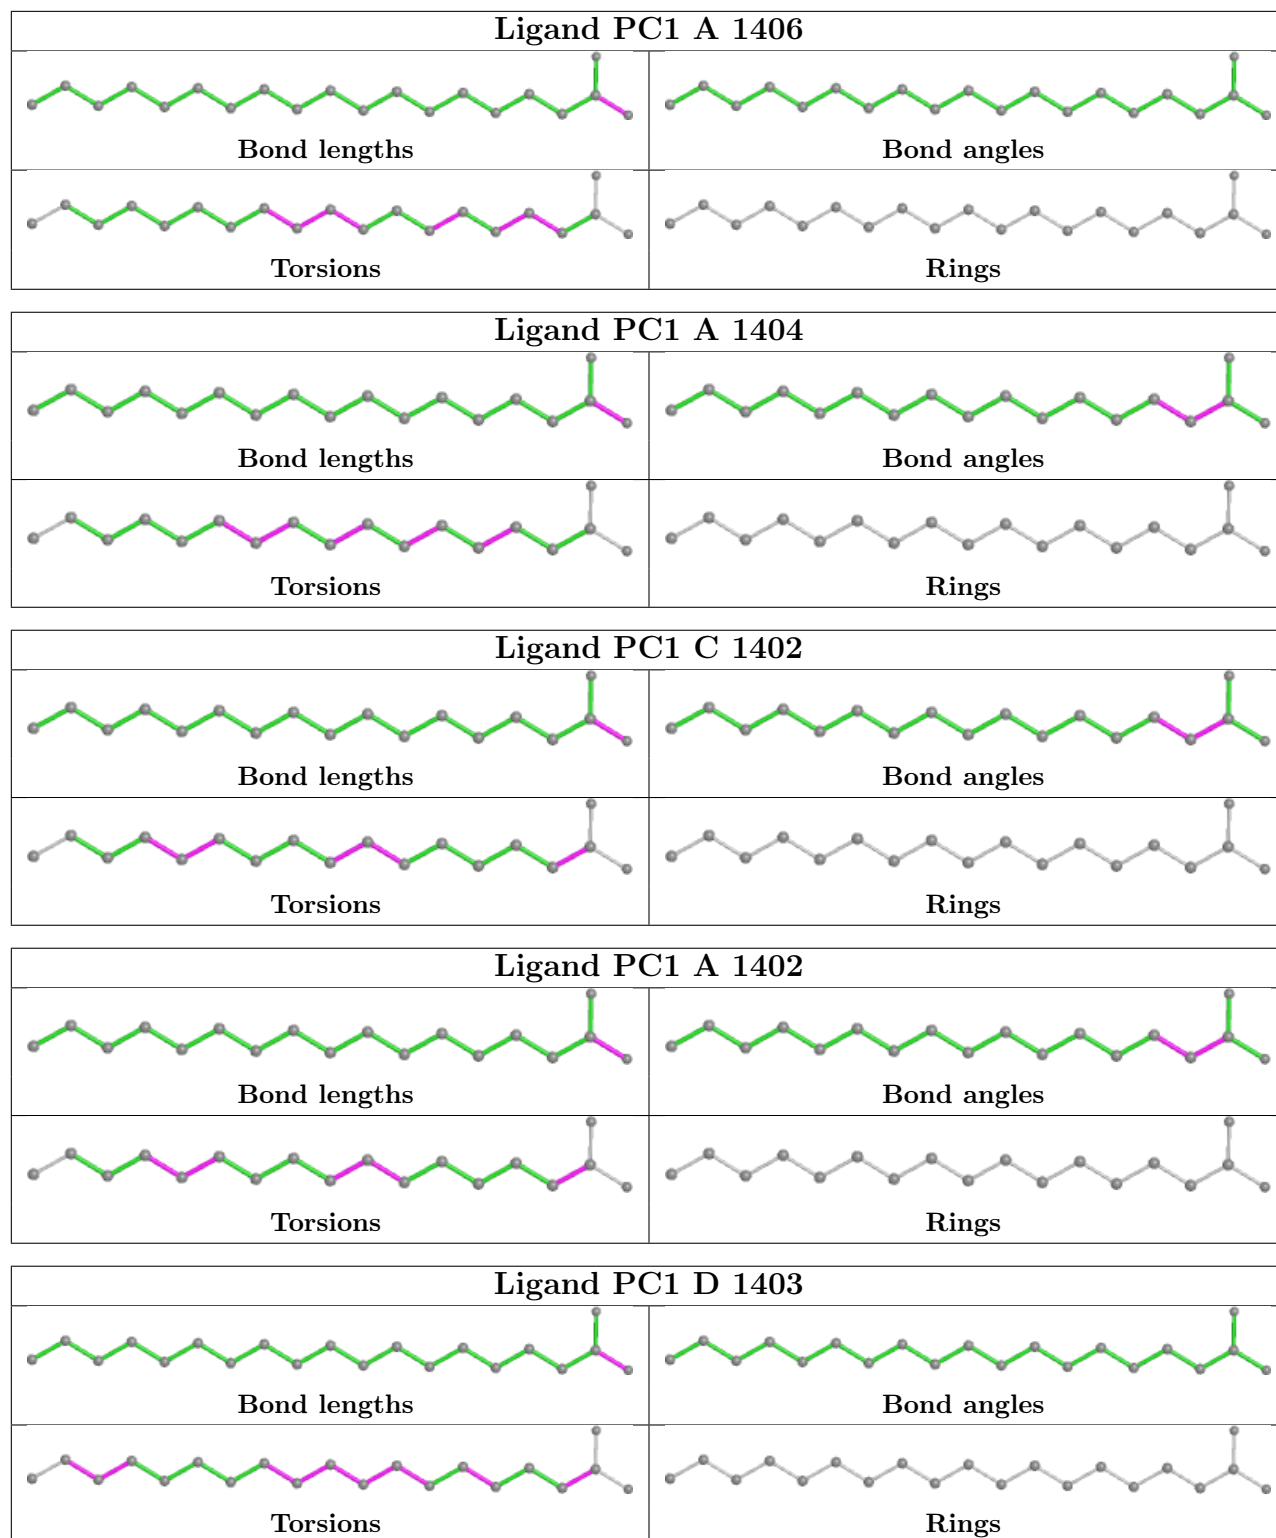 Ligand PC1 A 1406
Bond lengths
Bond angles
Torsions
Rings
Ligand PC1 A 1404
Bond lengths
Bond angles
Torsions
Rings
Ligand PC1 C 1402
Bond lengths
Bond angles
Torsions
Rings
Ligand PC1 A 1402
Bond lengths
Bond angles
Torsions
Rings
Ligand PC1 D 1403
Bond lengths
Bond angles
Torsions
Rings